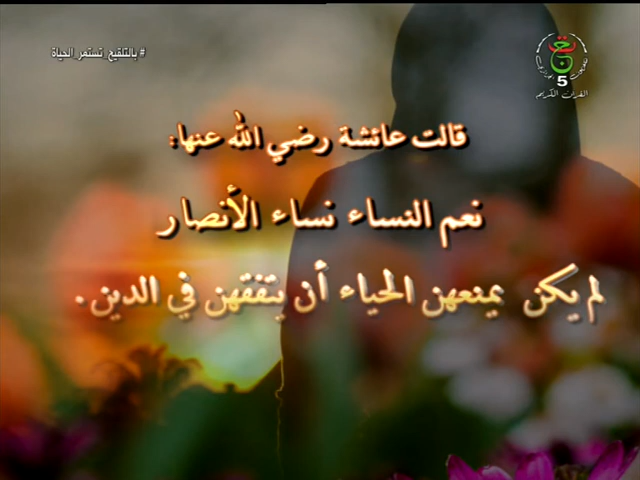 #بالتلقيح_تستمر_الحياة
5
القرآن الكريم
قالت عائشة رضي الله عنها:
نعم النساء نساء الأنصار
لم يكن يمنعهن الحياء أن يتفقهن في الدين.